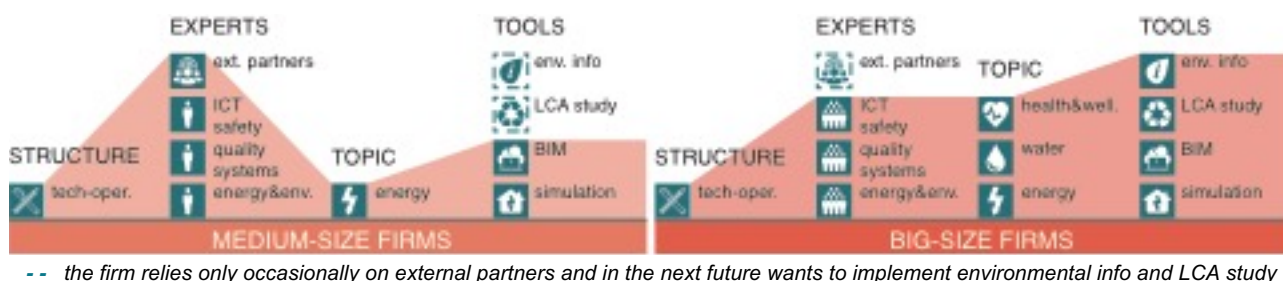 EXPERTS
ext. partners
ICT
safety
quality
systems
energy&env.
STRUCTURE
tech-oper.
TOPIC
energy
TOOLS
env. info
LCA study
BIM
simulation
MEDIUM-SIZE FIRMS
EXPERTS
ext. partners
ICT
safety
quality
systems
energy&env.
STRUCTURE
tech-oper.
TOPIC
health&well.
water
energy
TOOLS
env. info
LCA study
BIM
simulation
BIG-SIZE FIRMS
- - the firm relies only occasionally on external partners and in the next future wants to implement environmental info and LCA study